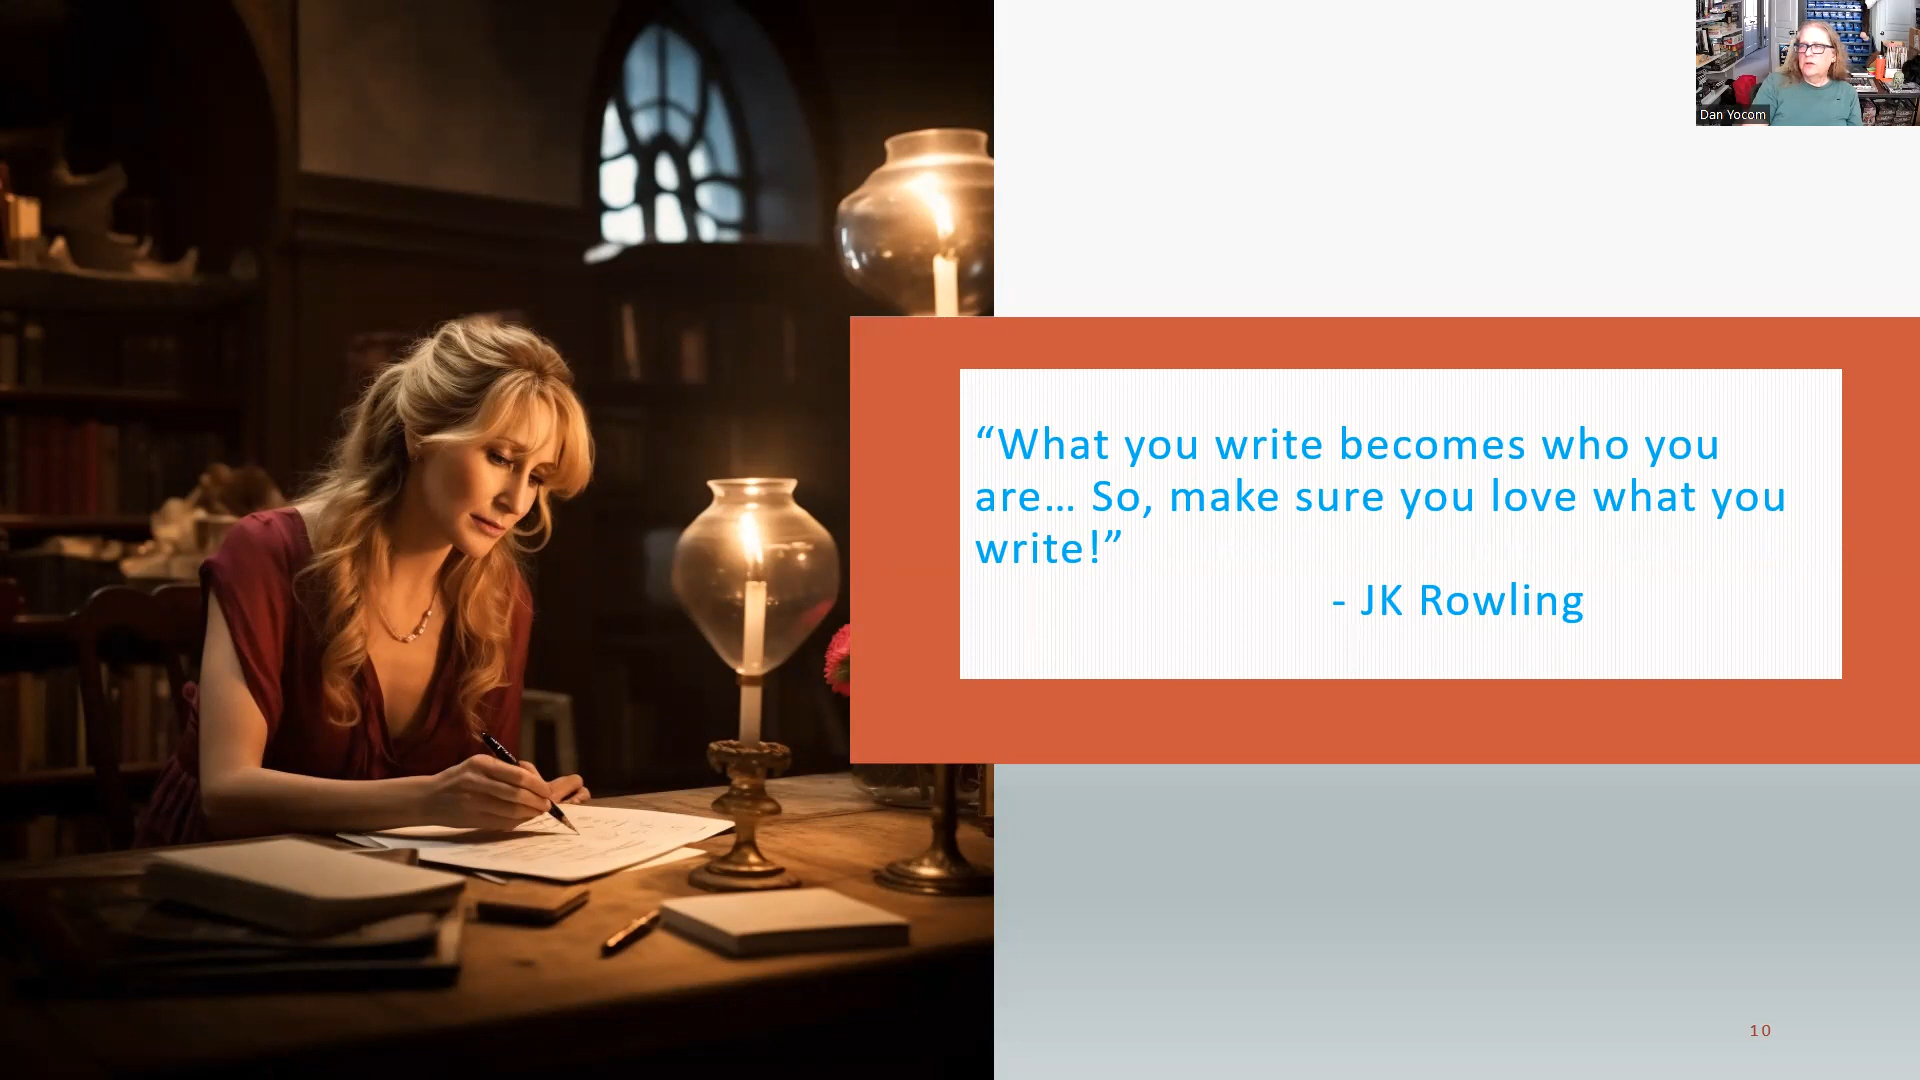 Dan Yocom
“What you write becomes who you
are… So, make sure you love what you
write!”
- JK Rowling
10